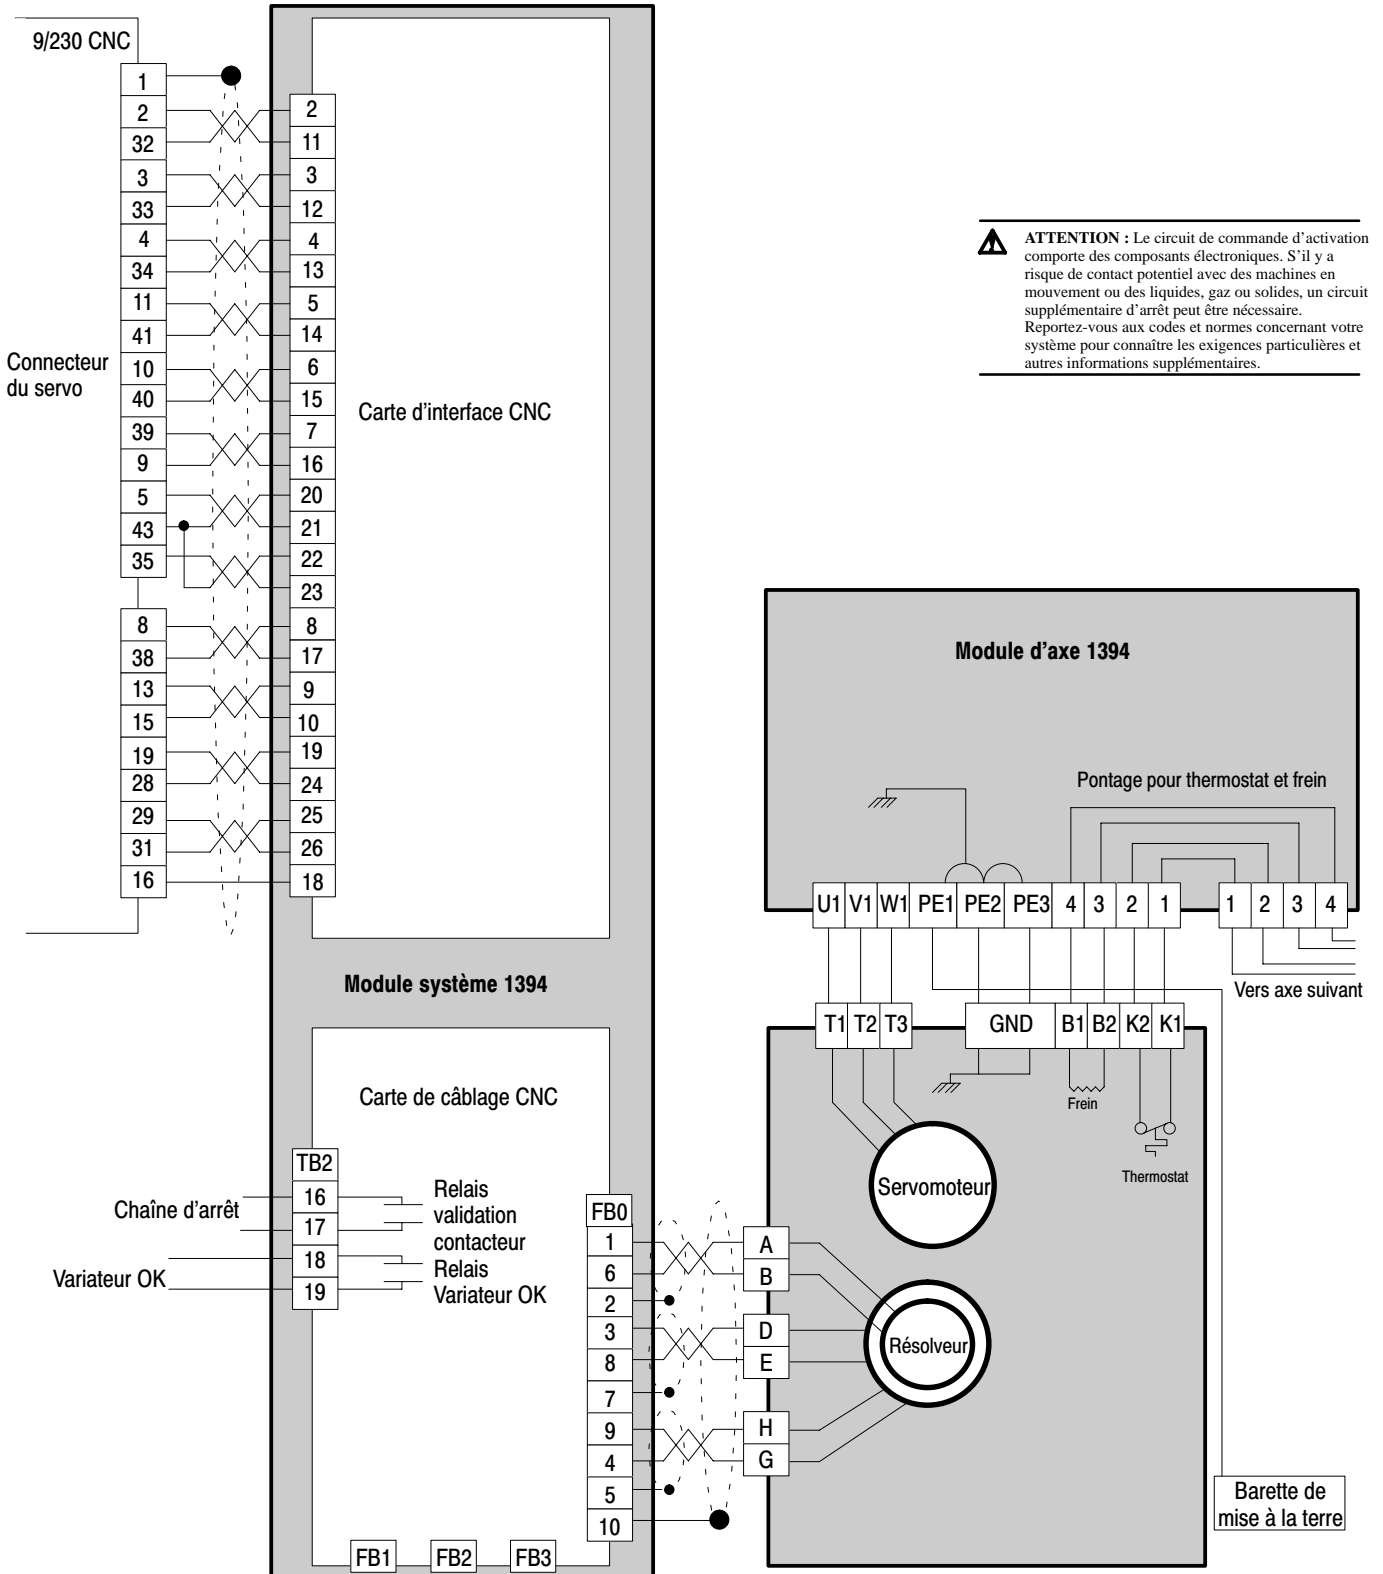 9/230 CNC
1
2
32
3
33
4
34
11
41
10
40
39
9
5
43
35
8
38
13
15
19
28
29
31
16
Connecteur
du servo
2
11
3
12
4
13
5
14
6
15
7
16
20
21
22
23
8
17
9
10
19
24
25
26
18
Carte d'interface CNC
ATTENTION : Le circuit de commande d'activation
comporte des composants électroniques. S'il y a
risque de contact potentiel avec des machines en
mouvement ou des liquides, gaz ou solides, un circuit
supplémentaire d'arrêt peut être nécessaire.
Reportez-vous aux codes et normes concernant votre
système pour connaître les exigences particulières et
autres informations supplémentaires.
Module système 1394
Carte de câblage CNC
TB2
16
17
18
19
Chaîne d'arrêt
Variateur OK
Relais
validation
contacteur
Relais
Variateur OK
FB0
1
6
2
3
8
7
9
4
5
10
FB1 FB2 FB3
Module d'axe 1394
Pontage pour thermostat et frein
U1 V1 W1 PE1 PE2 PE3 4 3 2 1 1 2 3 4
Vers axe suivant
T1 T2 T3 GND B1 B2 K2 K1
Frein
Thermostat
Servomoteur
A
B
D
E
H
G
Résolveur
Barette de
mise à la terre